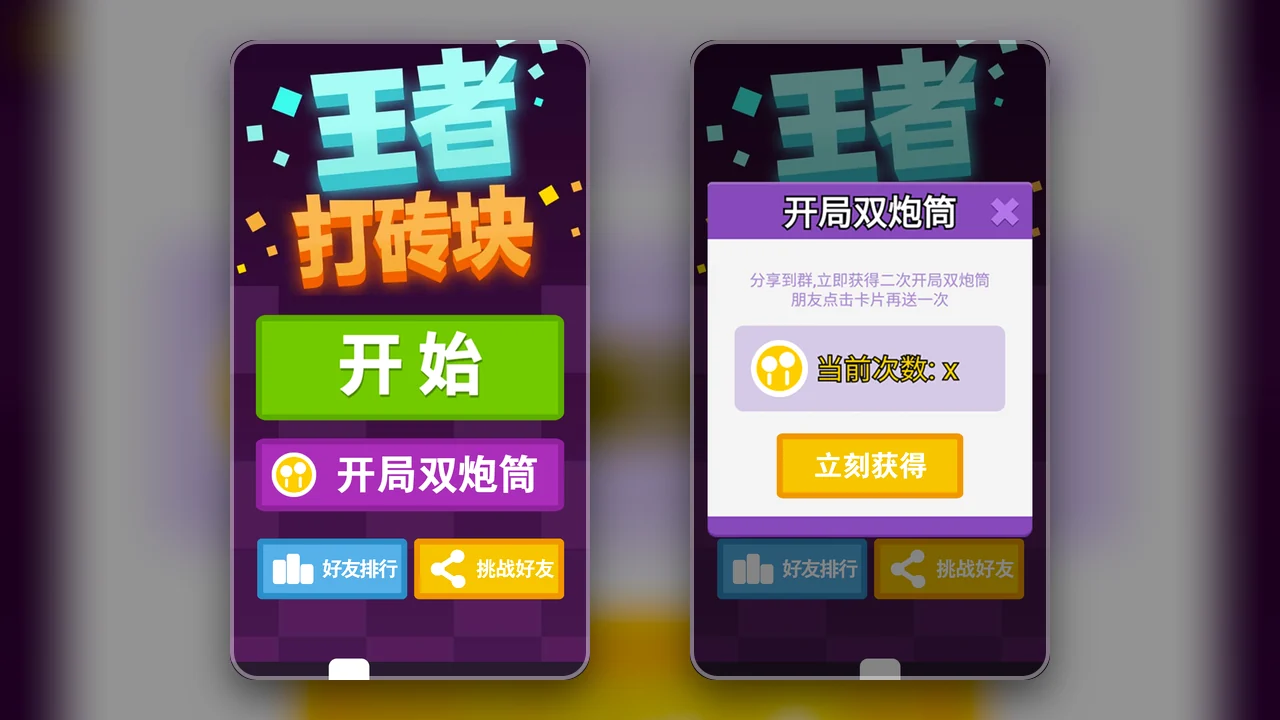 王者
打砖块
开始
开局双炮筒
好友排行
挑战好友
王者
开局双炮筒
分享到群,立即获得二次开局双炮筒
朋友点击卡片再送一次
当前次数: x
立刻获得
好友排行
挑战好友